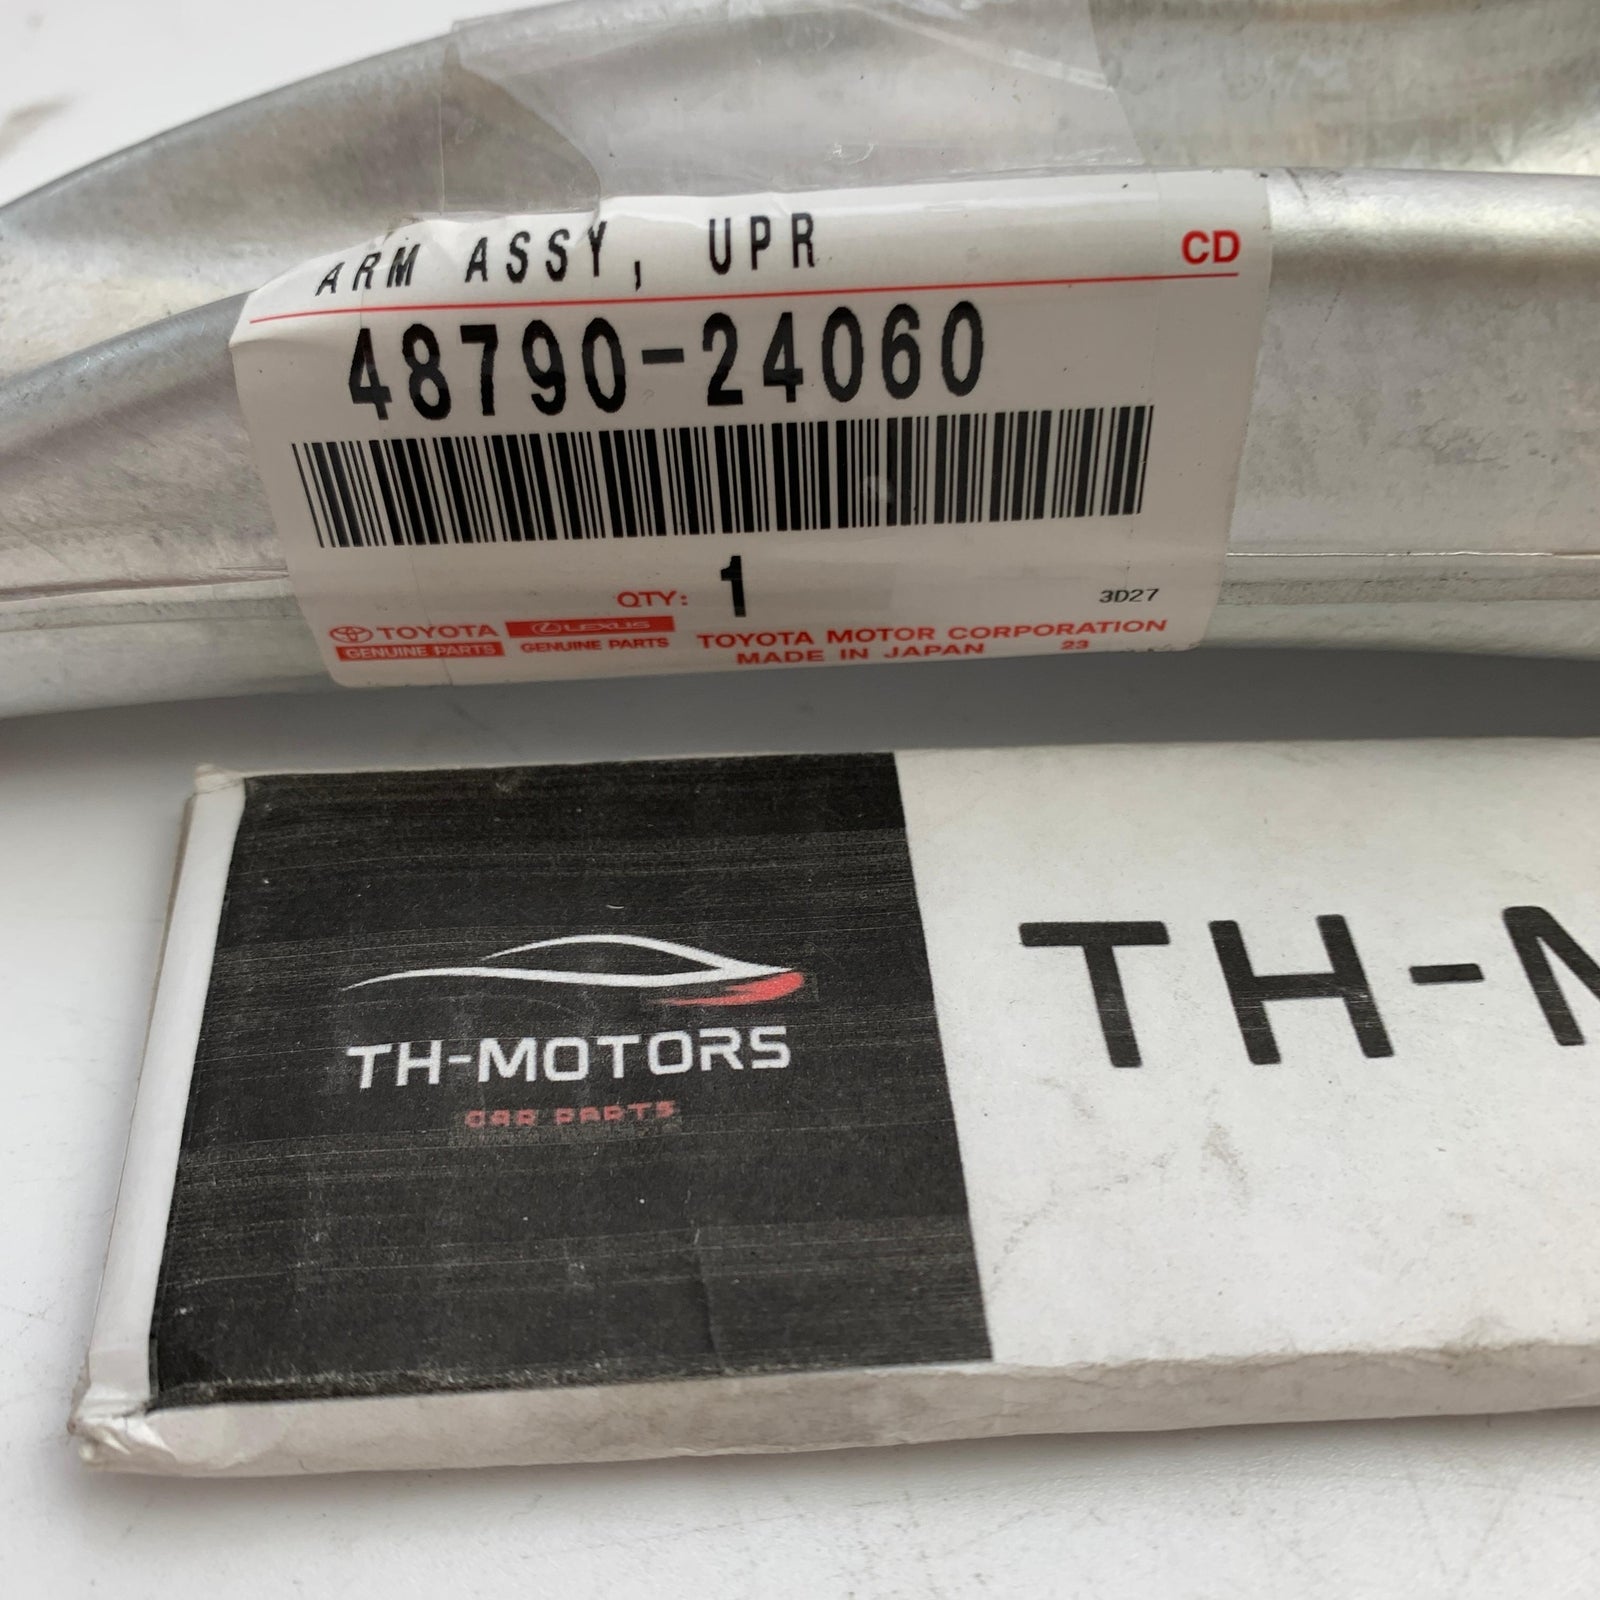 ARM ASSY, UPR
CD
48790-24060
QTY: 1
3D27
TOYOTA
GENUINE PARTS
LEXUS
GENUINE PARTS
TOYOTA MOTOR CORPORATION
MADE IN JAPAN 23
TH-MOTORS
CAR PARTS
TH-M